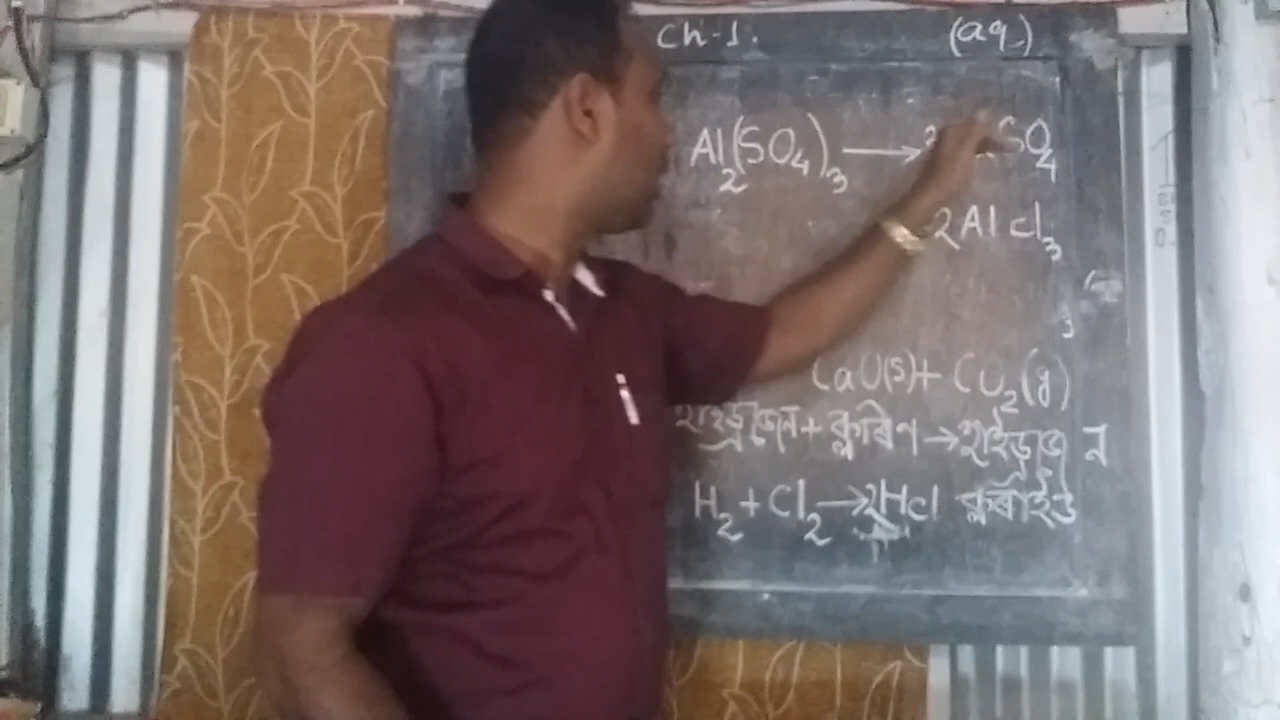 ch-1. (aq)
Al₂(SO₄)₃ → SO₄
2AlCl₃
3
CaO(s)+ CO₂(g)
হাইড্ৰজেন+ক্লৰিণ→হাইড্ৰজেন
H₂+Cl₂→2Hcl ক্লৰাইড